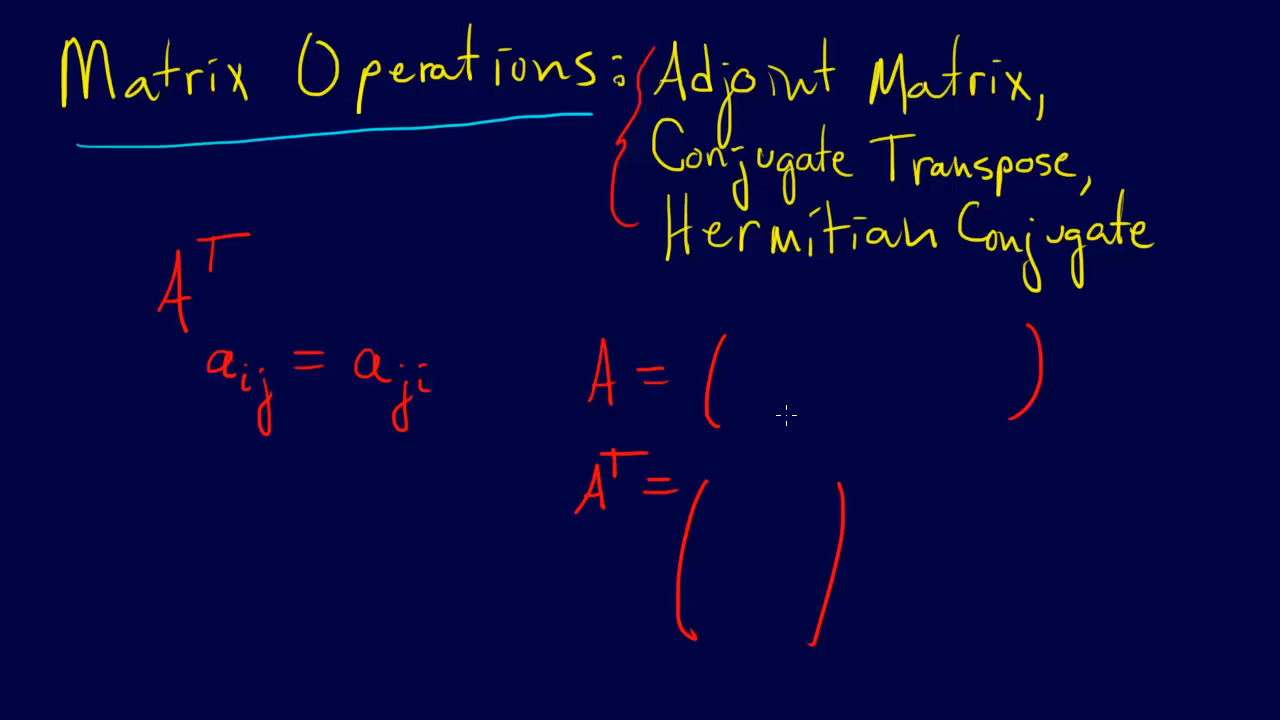 Matrix Operations: { Adjoint Matrix,
Conjugate Transpose,
Hermitian Conjugate
A^T
a_ij = a_ji
A = ( )
A^T = ( )